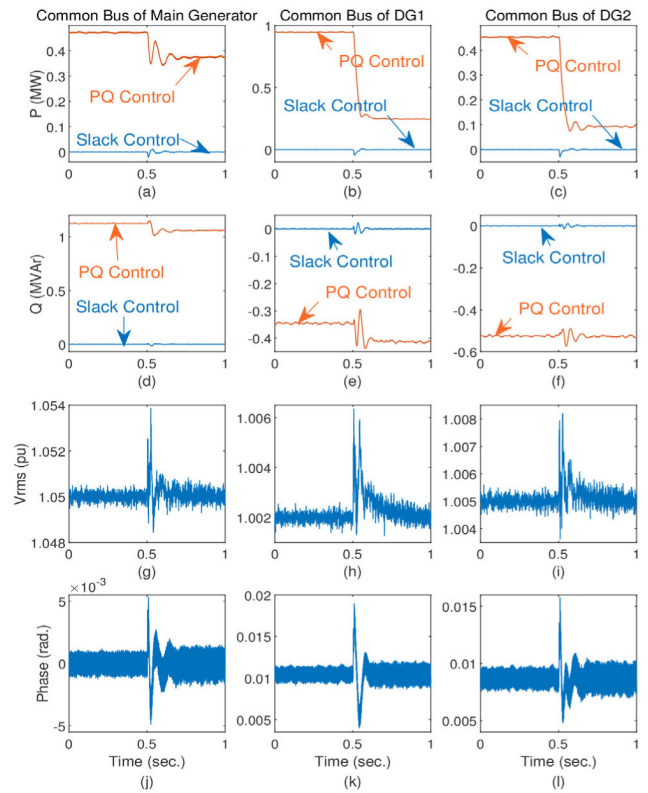 Common Bus of Main Generator Common Bus of DG1 Common Bus of DG2
P (MW)
0.4
0.3
0.2
0.1
0
PQ Control
Slack Control
0 0.5 1
(a)
1
0.5
0
PQ Control
Slack Control
0 0.5 1
(b)
0.4
0.3
0.2
0.1
0
PQ Control
Slack Control
0 0.5 1
(c)
Q (MVAr)
1
0.5
0
PQ Control
Slack Control
0 0.5 1
(d)
0
-0.1
-0.2
-0.3
-0.4
Slack Control
PQ Control
0 0.5 1
(e)
0
-0.2
-0.4
-0.6
Slack Control
PQ Control
0 0.5 1
(f)
Vrms (pu)
1.054
1.052
1.05
1.048
0 0.5 1
(g)
1.006
1.004
1.002
0 0.5 1
(h)
1.008
1.006
1.005
1.004
0 0.5 1
(i)
Phase (rad.)
×10⁻³
5
0
-5
0 0.5 1
Time (sec.)
(j)
0.02
0.015
0.01
0.005
0 0.5 1
Time (sec.)
(k)
0.015
0.01
0.005
0 0.5 1
Time (sec.)
(l)